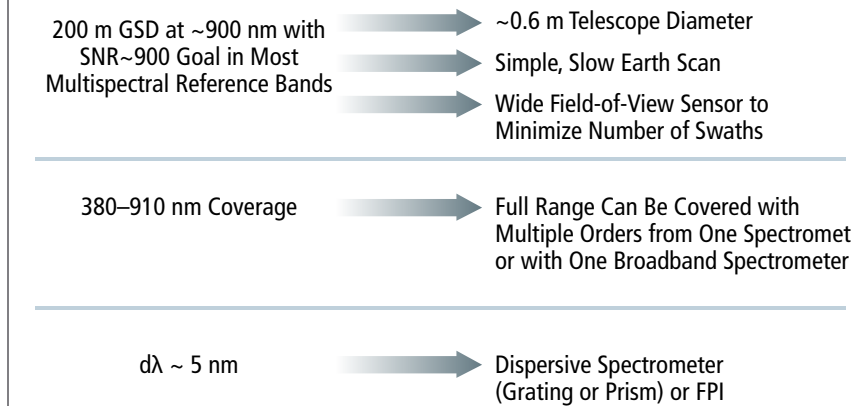 200 m GSD at ~900 nm with
SNR~900 Goal in Most
Multispectral Reference Bands
~0.6 m Telescope Diameter
Simple, Slow Earth Scan
Wide Field-of-View Sensor to
Minimize Number of Swaths
380–910 nm Coverage
Full Range Can Be Covered with
Multiple Orders from One Spectromet
or with One Broadband Spectrometer
dλ ~ 5 nm
Dispersive Spectrometer
(Grating or Prism) or FPI